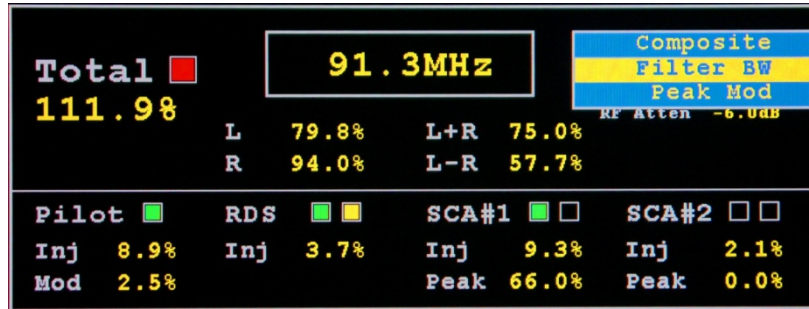 Total
111.9%
91.3MHz
Composite
Filter BW
Peak Mod
RF Atten -6.0dB
L 79.8% L+R 75.0%
R 94.0% L-R 57.7%
Pilot RDS SCA#1 SCA#2
Inj 8.9% Inj 3.7% Inj 9.3% Inj 2.1%
Mod 2.5% Peak 66.0% Peak 0.0%